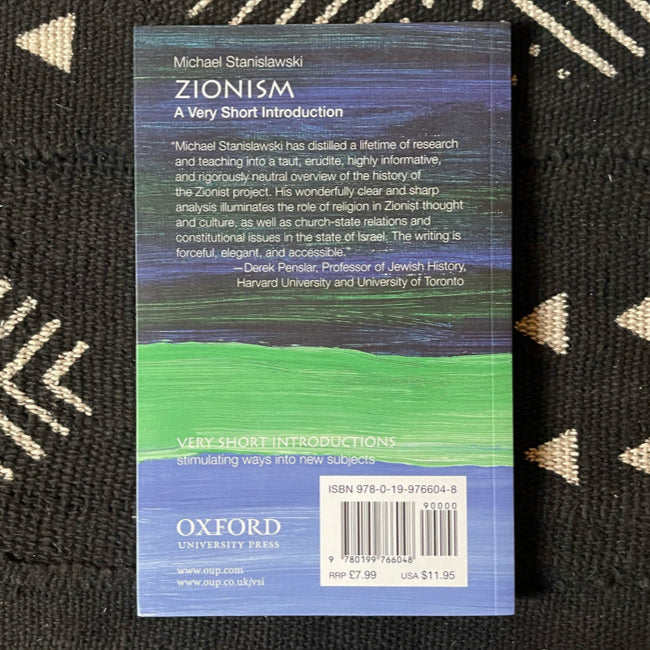 Michael Stanislawski
ZIONISM
A Very Short Introduction
“Michael Stanislawski has distilled a lifetime of research
and teaching into a taut, erudite, highly informative,
and rigorously neutral overview of the history of
the Zionist project. His wonderfully clear and sharp
analysis illuminates the role of religion in Zionist thought
and culture, as well as church-state relations and
constitutional issues in the state of Israel. The writing is
forceful, elegant, and accessible.”
—Derek Penslar, Professor of Jewish History,
Harvard University and University of Toronto
VERY SHORT INTRODUCTIONS
stimulating ways into new subjects
OXFORD
UNIVERSITY PRESS
www.oup.com
www.oup.co.uk/vsi
ISBN 978-0-19-976604-8
90000
9 780199 766048
RRP £7.99 USA $11.95